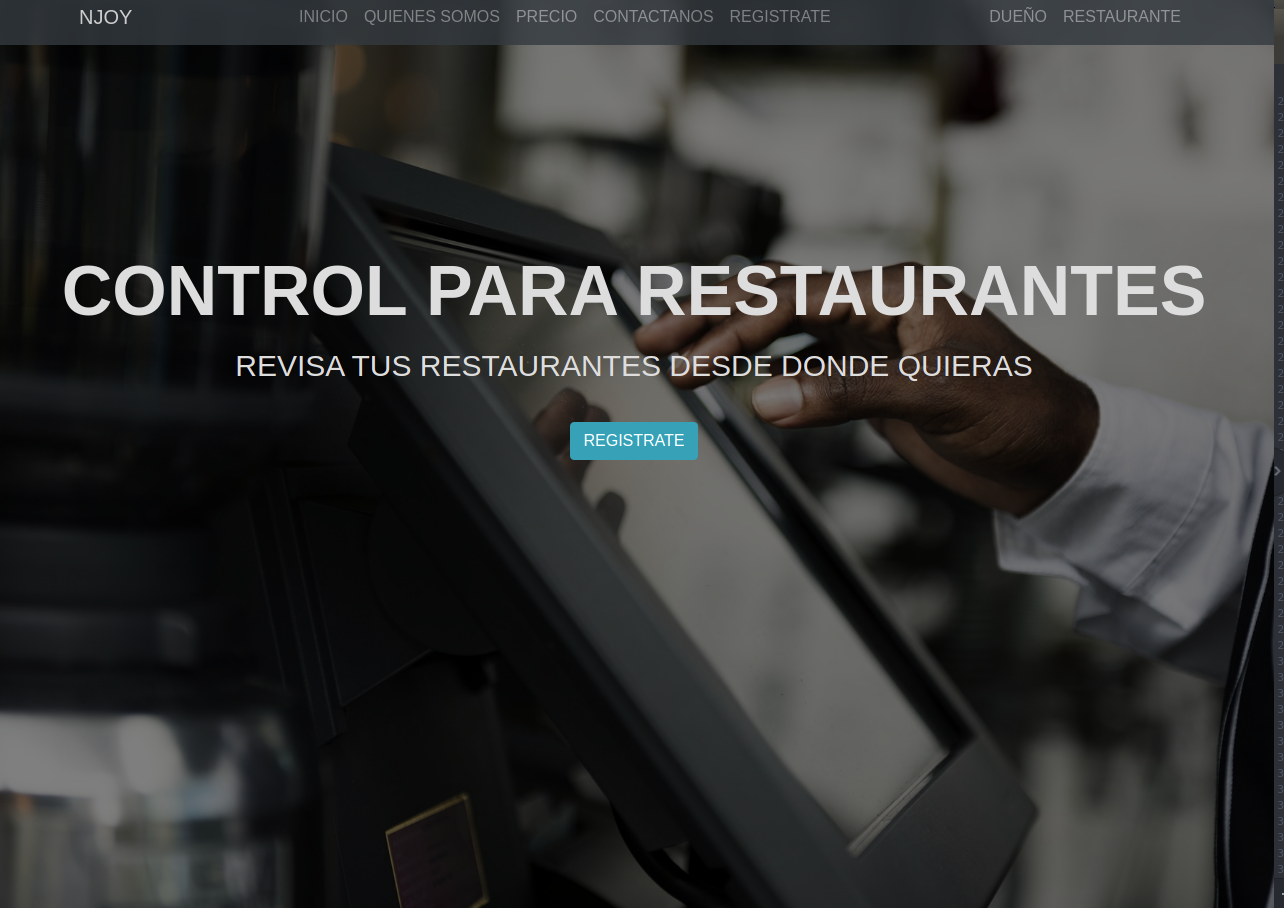 NJOY INICIO QUIENES SOMOS PRECIO CONTACTANOS REGISTRATE DUEÑO RESTAURANTE
CONTROL PARA RESTAURANTES
REVISA TUS RESTAURANTES DESDE DONDE QUIERAS
REGISTRATE